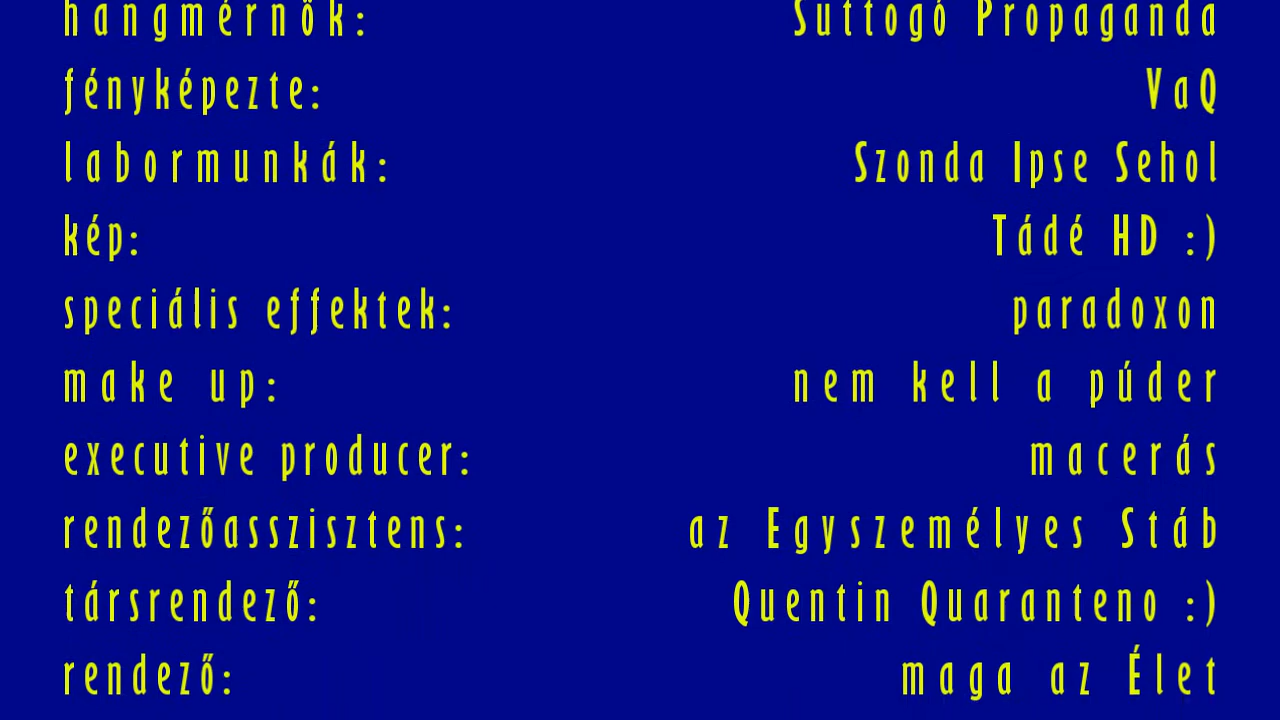 hangmérnök: Suttogó Propaganda
fényképezte: VaQ
labormunkák: Szonda Ipse Sehol
kép: Tádé HD :)
speciális effektek: paradoxon
make up: nem kell a púder
executive producer: macerás
rendezőasszisztens: az Egyszemélyes Stáb
társrendező: Quentin Quaranteno :)
rendező: maga az Élet